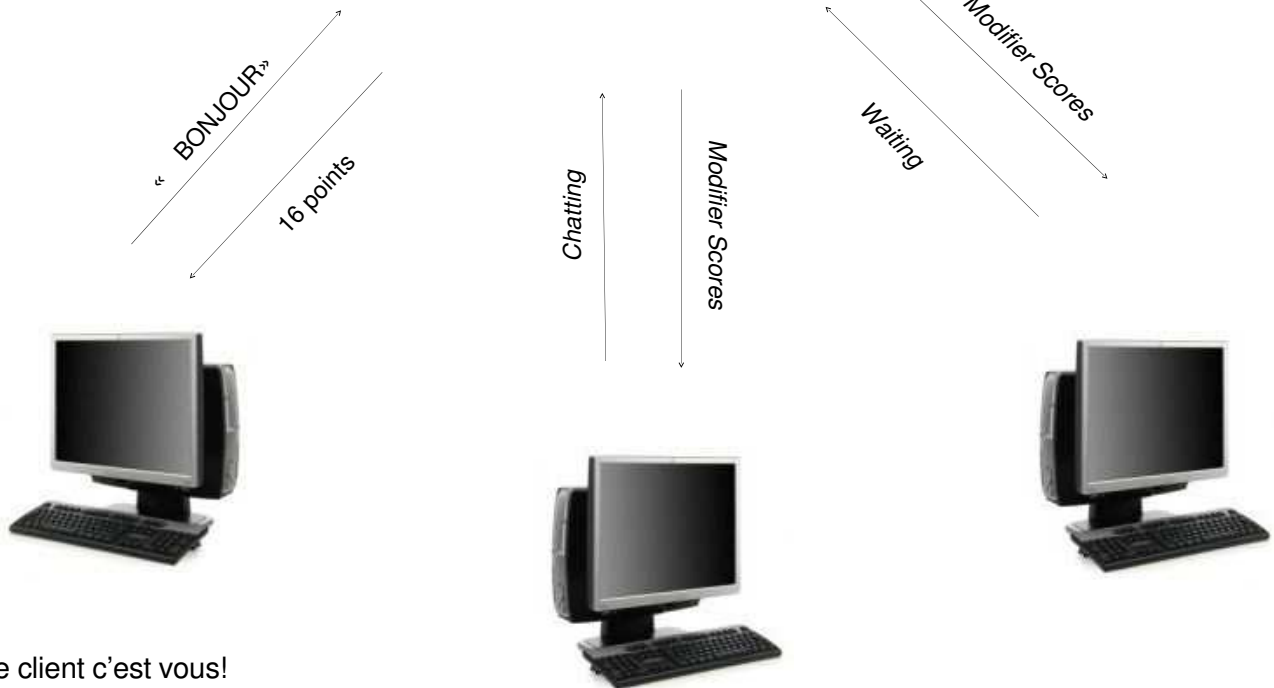 « BONJOUR»
16 points
Chatting
Modifier Scores
Waiting
Modifier Scores
e client c'est vous!